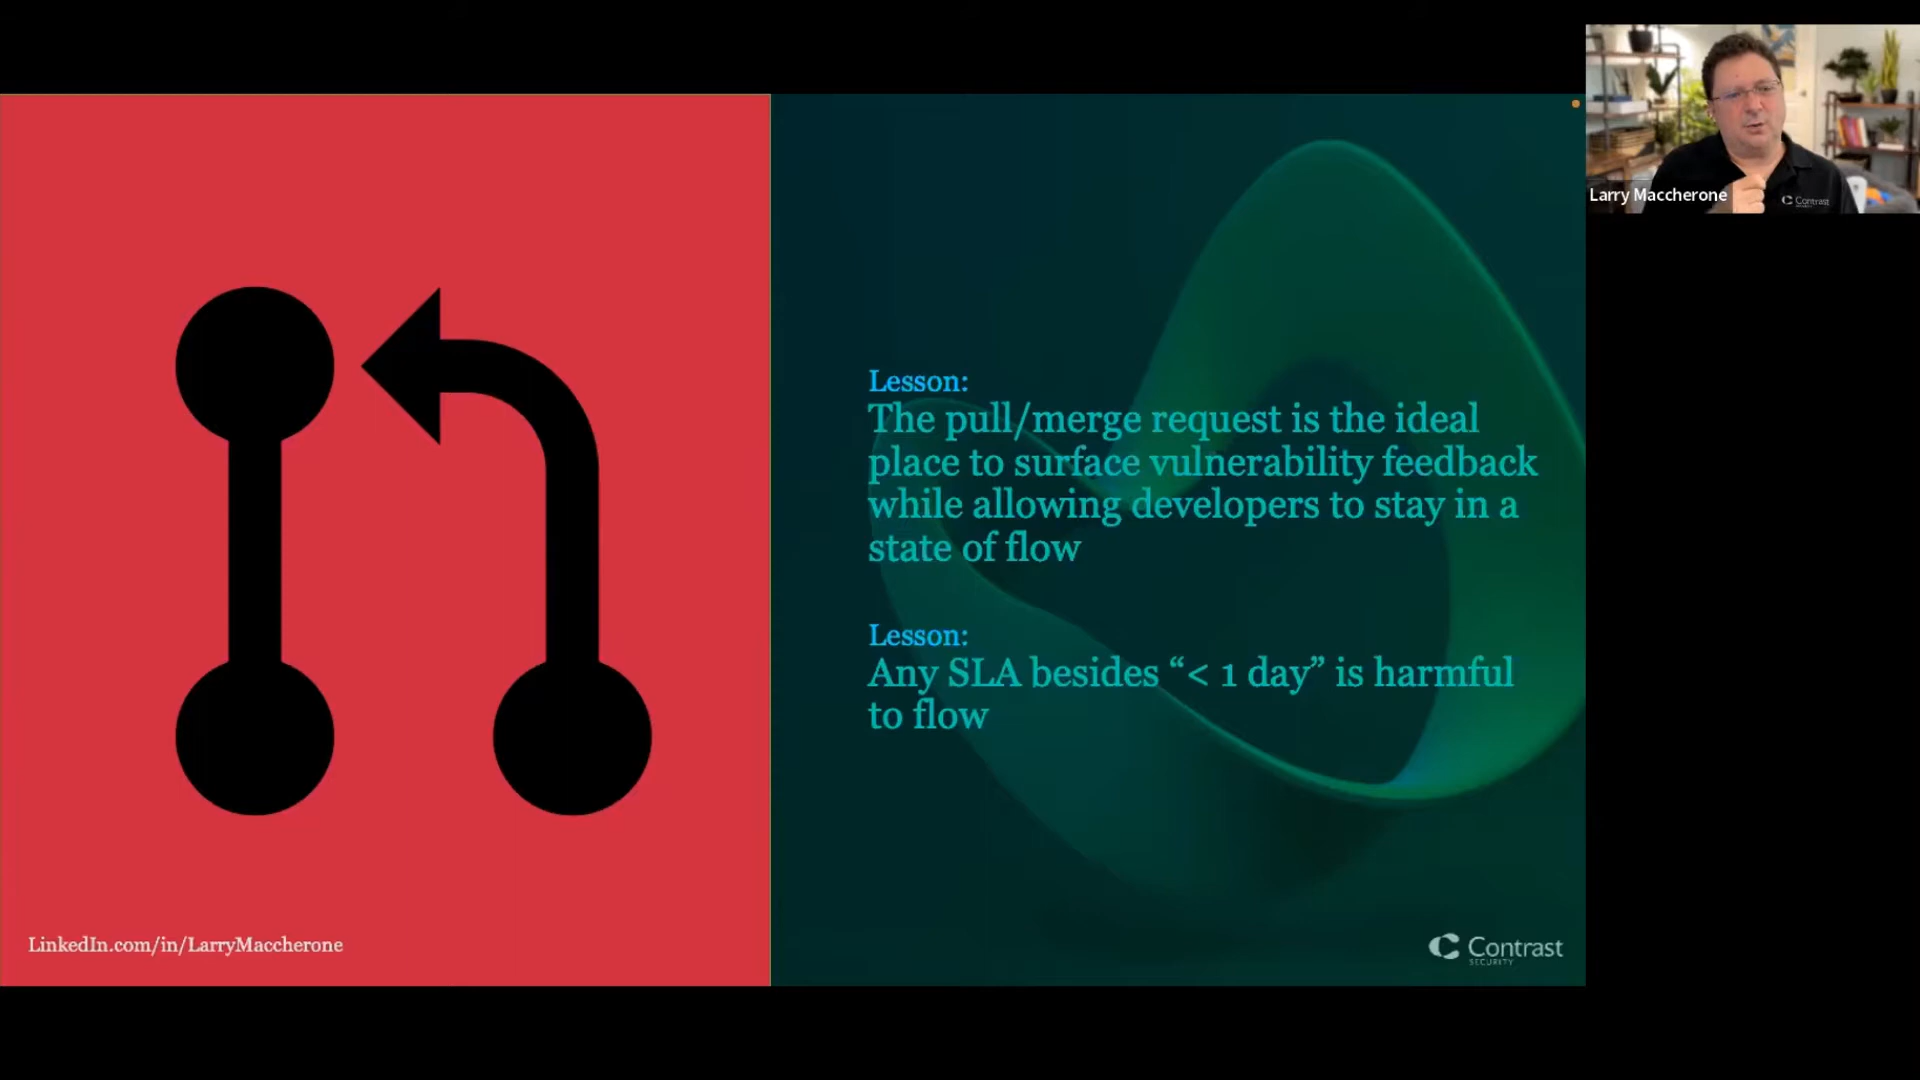 Larry Maccherone
Contrast
SECURITY
Lesson:
The pull/merge request is the ideal
place to surface vulnerability feedback
while allowing developers to stay in a
state of flow
Lesson:
Any SLA besides “< 1 day” is harmful
to flow
LinkedIn.com/in/LarryMaccherone
Contrast
SECURITY